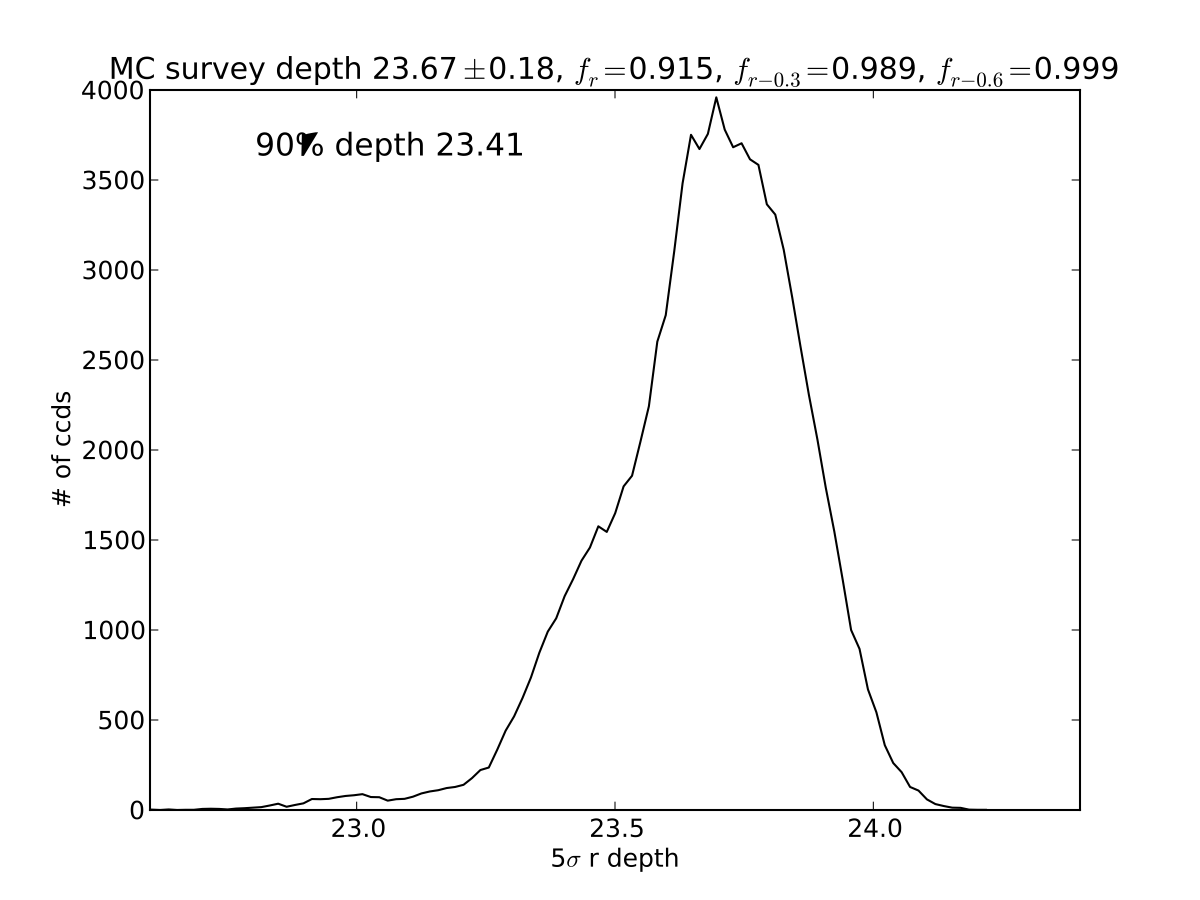 MC survey depth 23.67 ±0.18, f_r=0.915, f_{r−0.3}=0.989, f_{r−0.6}=0.999
90% depth 23.41
4000
3500
3000
2500
2000
1500
1000
500
0
# of ccds
23.0 23.5 24.0
5σ r depth